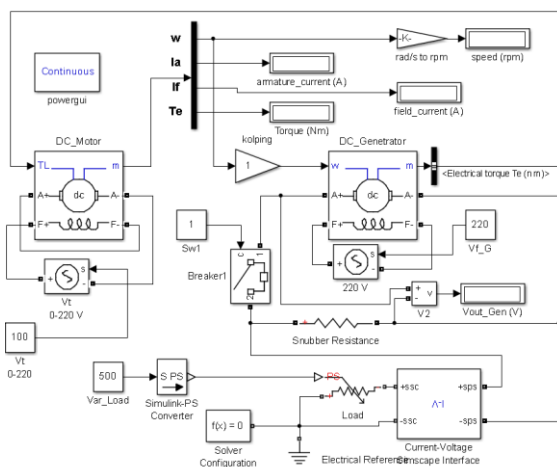 w
Ia
If
Te
-K-
rad/s to rpm
speed (rpm)
armature_current (A)
field_current (A)
Torque (Nm)
Continuous
powergui
DC_Motor
TL
m
A+
dc
A-
F+
F-
kolping
1
DC_Genetrator
w
m
A+
dc
A-
F+
F-
<Electrical torque Te (n m)>
s
+
-
Vt
0-220 V
100
Vt
0-220
1
Sw1
c
1
2
Breaker1
s
+
-
220 V
220
Vf_G
+
-
v
V2
Vout_Gen (V)
+
Snubber Resistance
500
Var_Load
S PS
Simulink-PS
Converter
PS
+
Load
f(x) = 0
Solver
Configuration
Electrical Reference
+ssc
+sps
-ssc
-sps
Current-Voltage
Simscape Interface